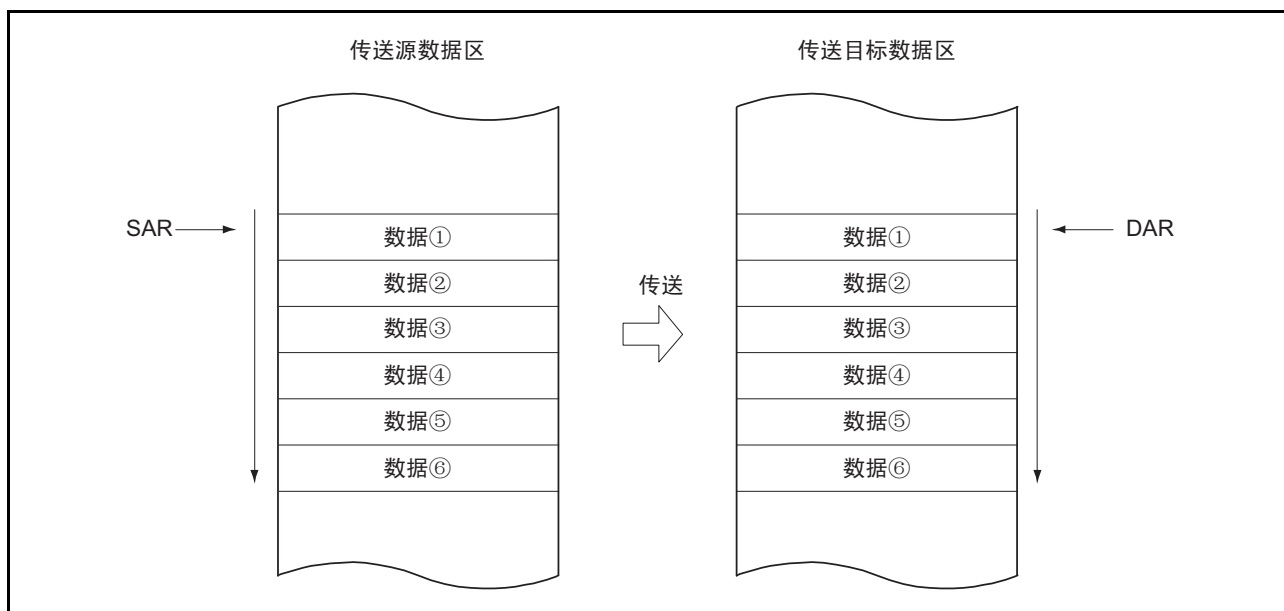 传送源数据区
传送目标数据区
SAR
DAR
数据①
数据②
数据③
数据④
数据⑤
数据⑥
传送
数据①
数据②
数据③
数据④
数据⑤
数据⑥